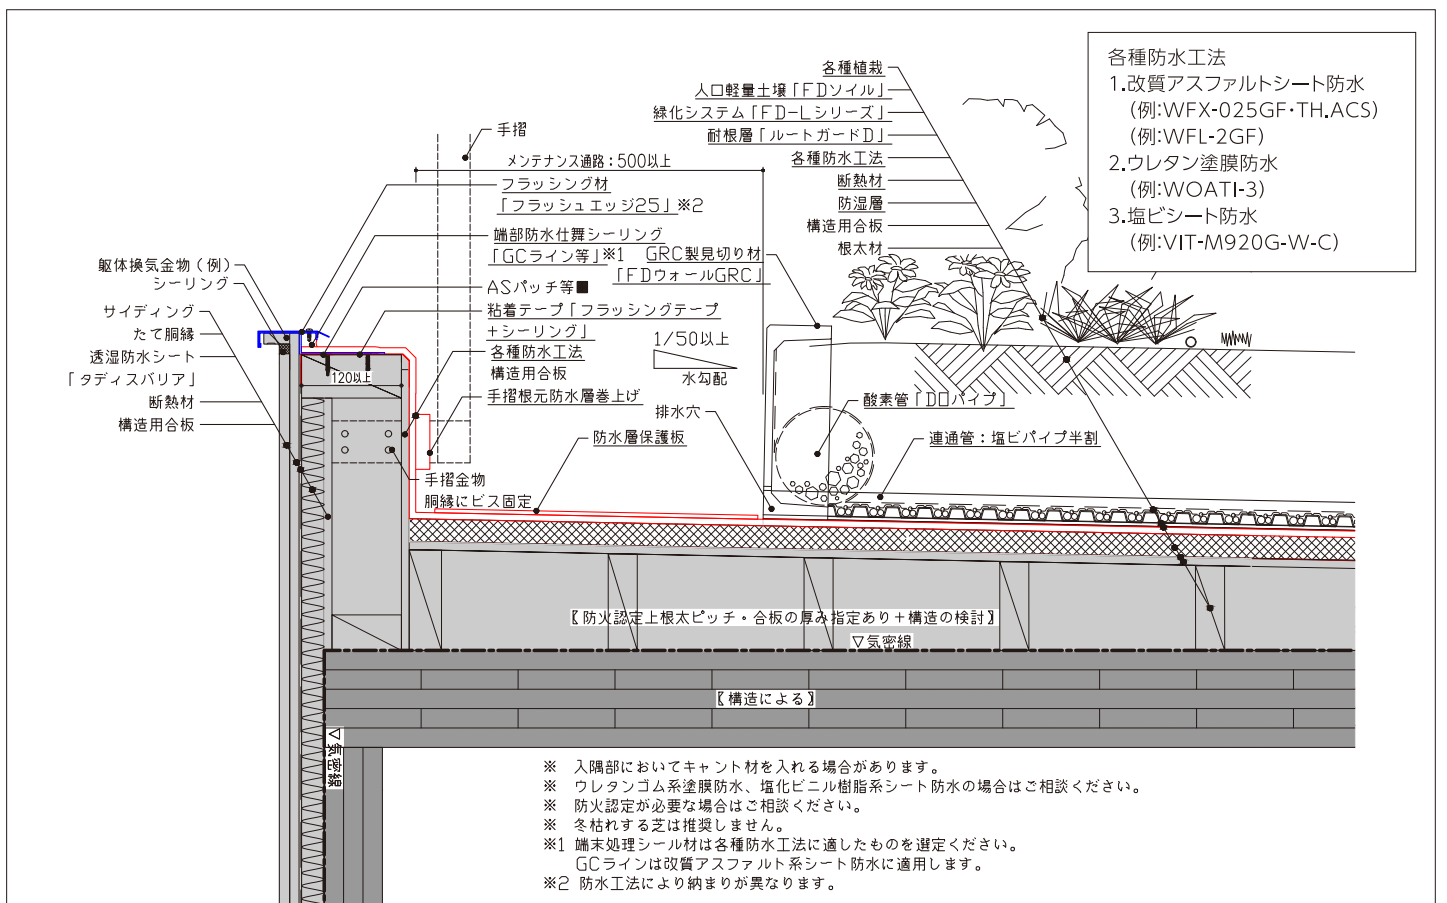 各種防水工法
1.改質アスファルトシート防水
(例:WFX-025GF・TH.ACS)
(例:WFL-2GF)
2.ウレタン塗膜防水
(例:WOATI-3)
3.塩ビシート防水
(例:VIT-M920G-W-C)
各種植栽
人口軽量土壌「FDソイル」
緑化システム「FD-Lシリーズ」
耐根層「ルートガードD」
各種防水工法
断熱材
防湿層
構造用合板
根太材
手摺
メンテナンス通路：500以上
フラッシング材
「フラッシュエッジ25」※2
端部防水仕舞シーリング
「GCライン等」※1
GRC製見切り材
「FDウォールGRC」
ASパッチ等■
粘着テープ「フラッシングテープ
+シーリング」
各種防水工法
構造用合板
手摺根元防水層巻上げ
1/50以上
水勾配
躯体換気金物(例)
シーリング
サイディング
たて胴縁
透湿防水シート
「タディスバリア」
断熱材
構造用合板
120以上
排水穴
防水層保護板
酸素管「DOパイプ」
連通管：塩ビパイプ半割
手摺金物
胴縁にビス固定
〖防火認定上根太ピッチ・合板の厚み指定あり+構造の検討〗
▽気密線
〖構造による〗
▽気密線
※ 入隅部においてキャント材を入れる場合があります。
※ ウレタンゴム系塗膜防水、塩化ビニル樹脂系シート防水の場合はご相談ください。
※ 防火認定が必要な場合はご相談ください。
※ 冬枯れする芝は推奨しません。
※1 端末処理シール材は各種防水工法に適したものを選定ください。
GCラインは改質アスファルト系シート防水に適用します。
※2 防水工法により納まりが異なります。